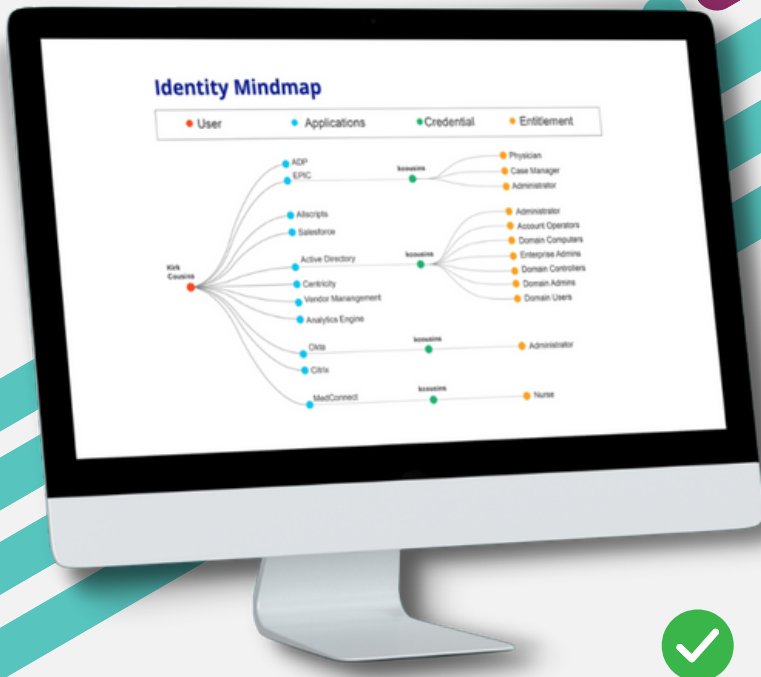 Identity Mindmap
User Applications Credential Entitlement
ADP
EPIC
kcousins
Physician
Case Manager
Administrator
Allscripts
Salesforce
Active Directory
Centricity
Vendor Manangement
Analytics Engine
kcousins
Administrator
Account Operators
Domain Computers
Enterprise Admins
Domain Controllers
Domain Admins
Domain Users
Kirk
Cousins
Okta
Citrix
kcousins
Administrator
MedConnect
kcousins
Nurse